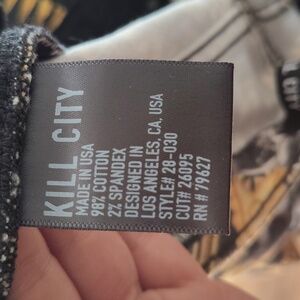 KILL CITY
MADE IN USA
98% COTTON
2% SPANDEX
DESIGNED IN
LOS ANGELES, CA. USA
STYLE# 28-030
CUT# 26095
RN # 79627